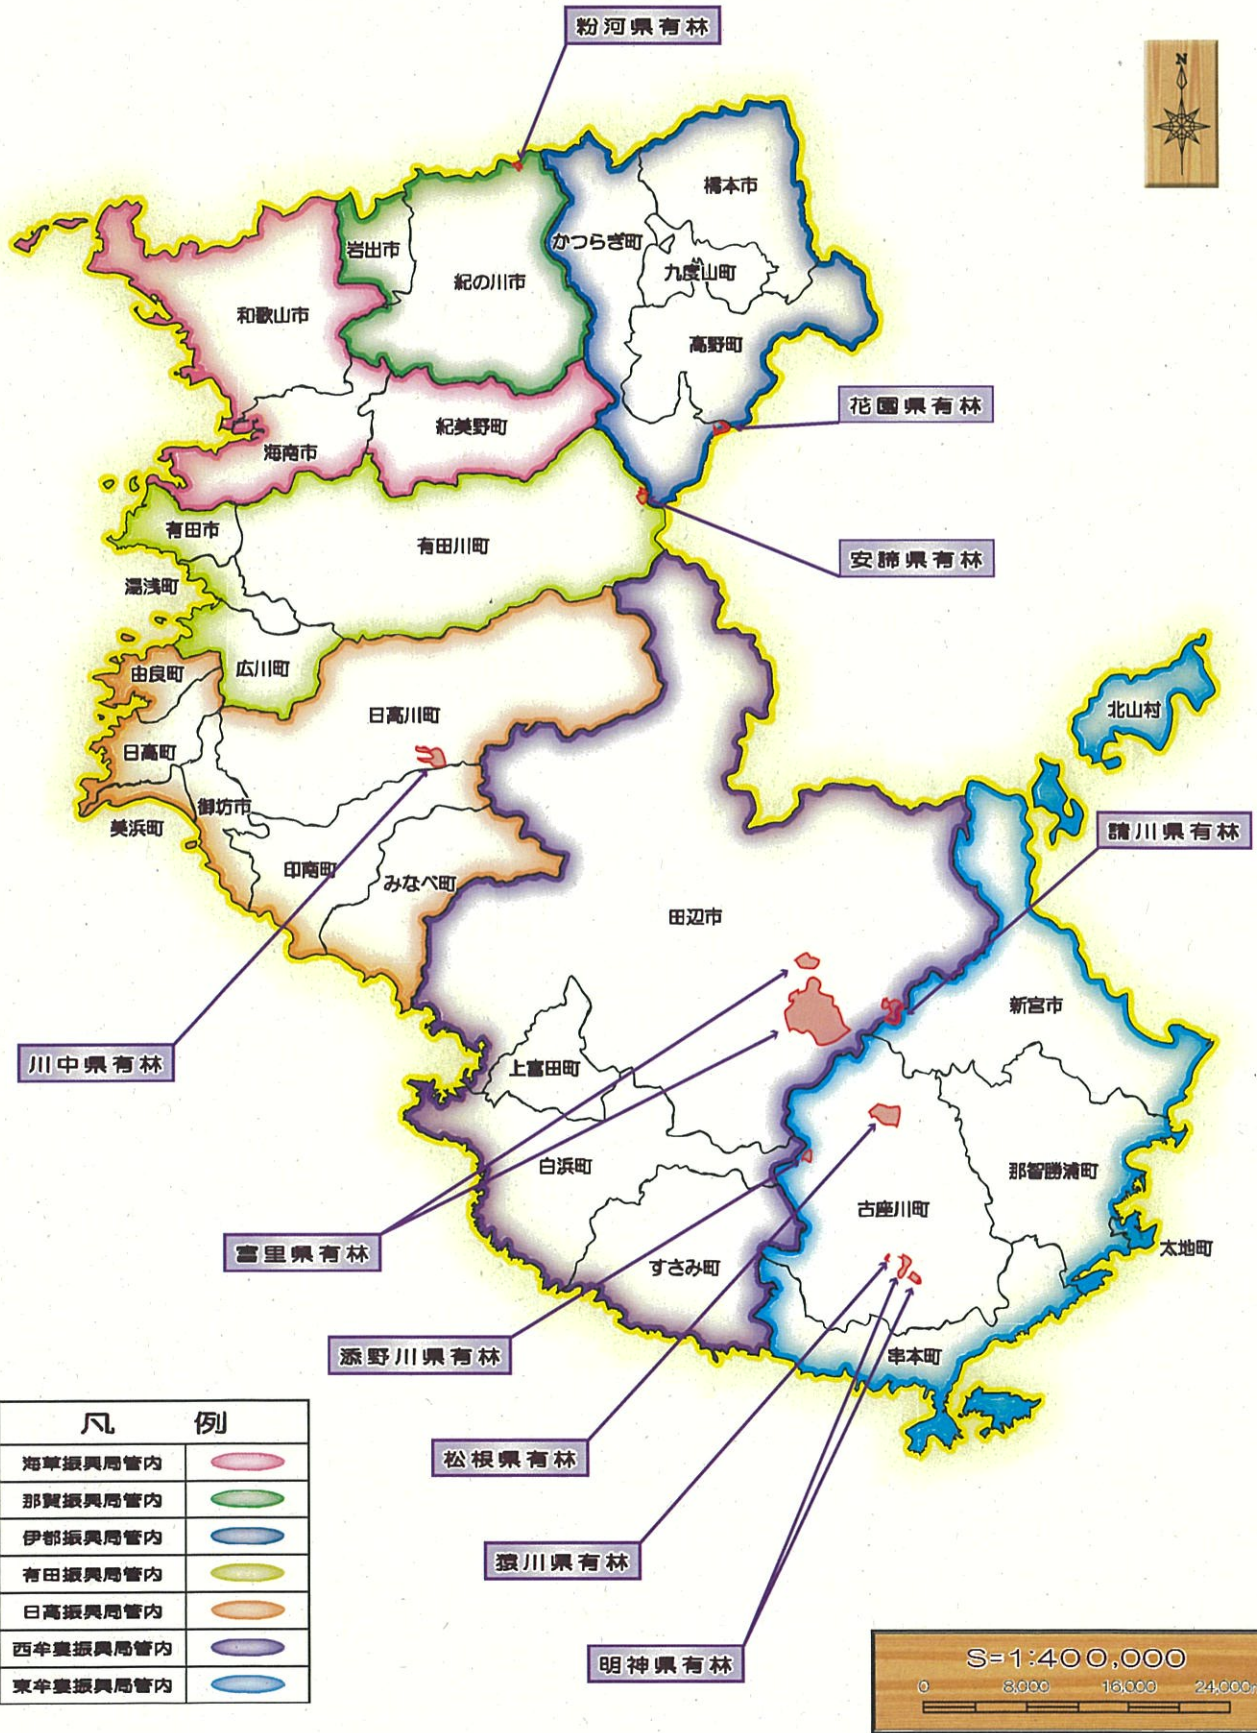 粉河県有林
N
橋本市
岩出市
かつらぎ町
紀の川市
九度山町
和歌山市
高野町
花園県有林
紀美野町
海南市
有田市
有田川町
安諦県有林
湯浅町
広川町
由良町
日高川町
北山村
日高町
御坊市
美浜町
請川県有林
印南町
みなべ町
田辺市
新宮市
川中県有林
上富田町
白浜町
那智勝浦町
古座川町
富里県有林
太地町
すさみ町
添野川県有林
串本町
松根県有林
猿川県有林
明神県有林
凡 例
海草振興局管内
那賀振興局管内
伊都振興局管内
有田振興局管内
日高振興局管内
西牟婁振興局管内
東牟婁振興局管内
S=1:400,000
0 8,000 16,000 24,000m